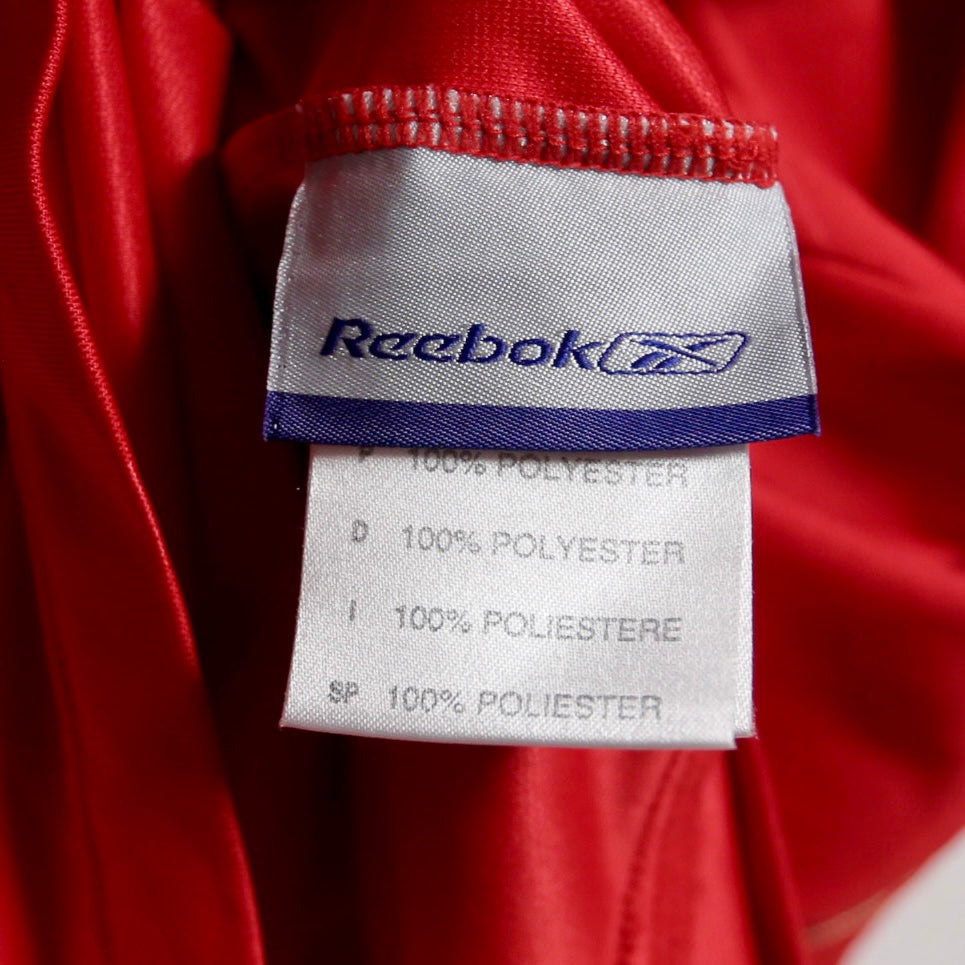 Reebok
P 100% POLYESTER
D 100% POLYESTER
I 100% POLIESTERE
SP 100% POLIESTER